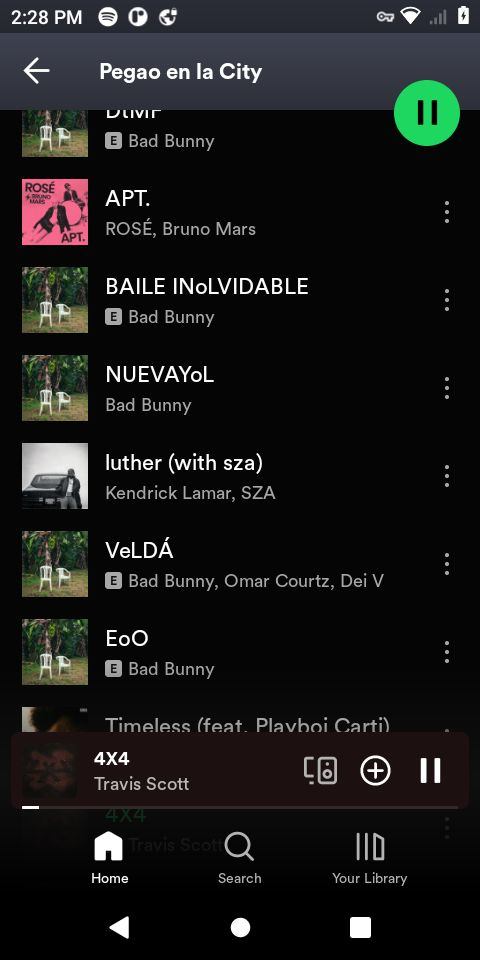 2:28 PM
Pegao en la City
DtMF
E Bad Bunny
ROSÉ
& BRUNO
MARS
APT.
APT.
ROSÉ, Bruno Mars
BAILE INoLVIDABLE
E Bad Bunny
NUEVAYoL
Bad Bunny
luther (with sza)
Kendrick Lamar, SZA
VeLDÁ
E Bad Bunny, Omar Courtz, Dei V
EoO
E Bad Bunny
Timeless (feat. Playboi Carti)
4X4
Travis Scott
4X4
Travis Scott
Home
Search
Your Library